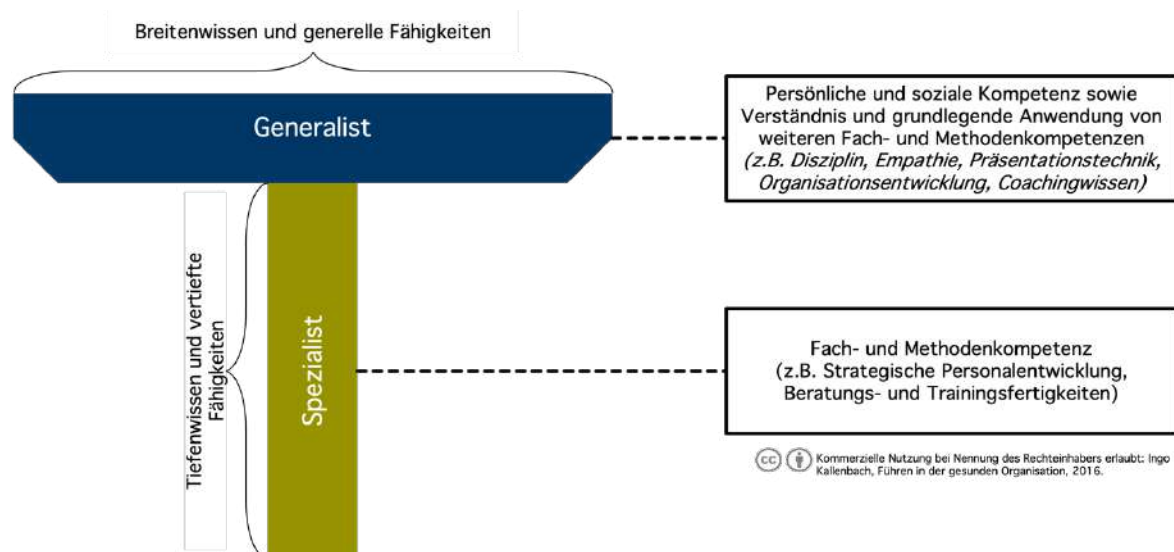 Breitenwissen und generelle Fähigkeiten
Generalist
Persönliche und soziale Kompetenz sowie
Verständnis und grundlegende Anwendung von
weiteren Fach- und Methodenkompetenzen
(z.B. Disziplin, Empathie, Präsentationstechnik,
Organisationsentwicklung, Coachingwissen)
Tiefenwissen und vertiefte
Fähigkeiten
Spezialist
Fach- und Methodenkompetenz
(z.B. Strategische Personalentwicklung,
Beratungs- und Trainingsfertigkeiten)
cc Kommerzielle Nutzung bei Nennung des Rechteinhabers erlaubt: Ingo
Kallenbach, Führen in der gesunden Organisation, 2016.